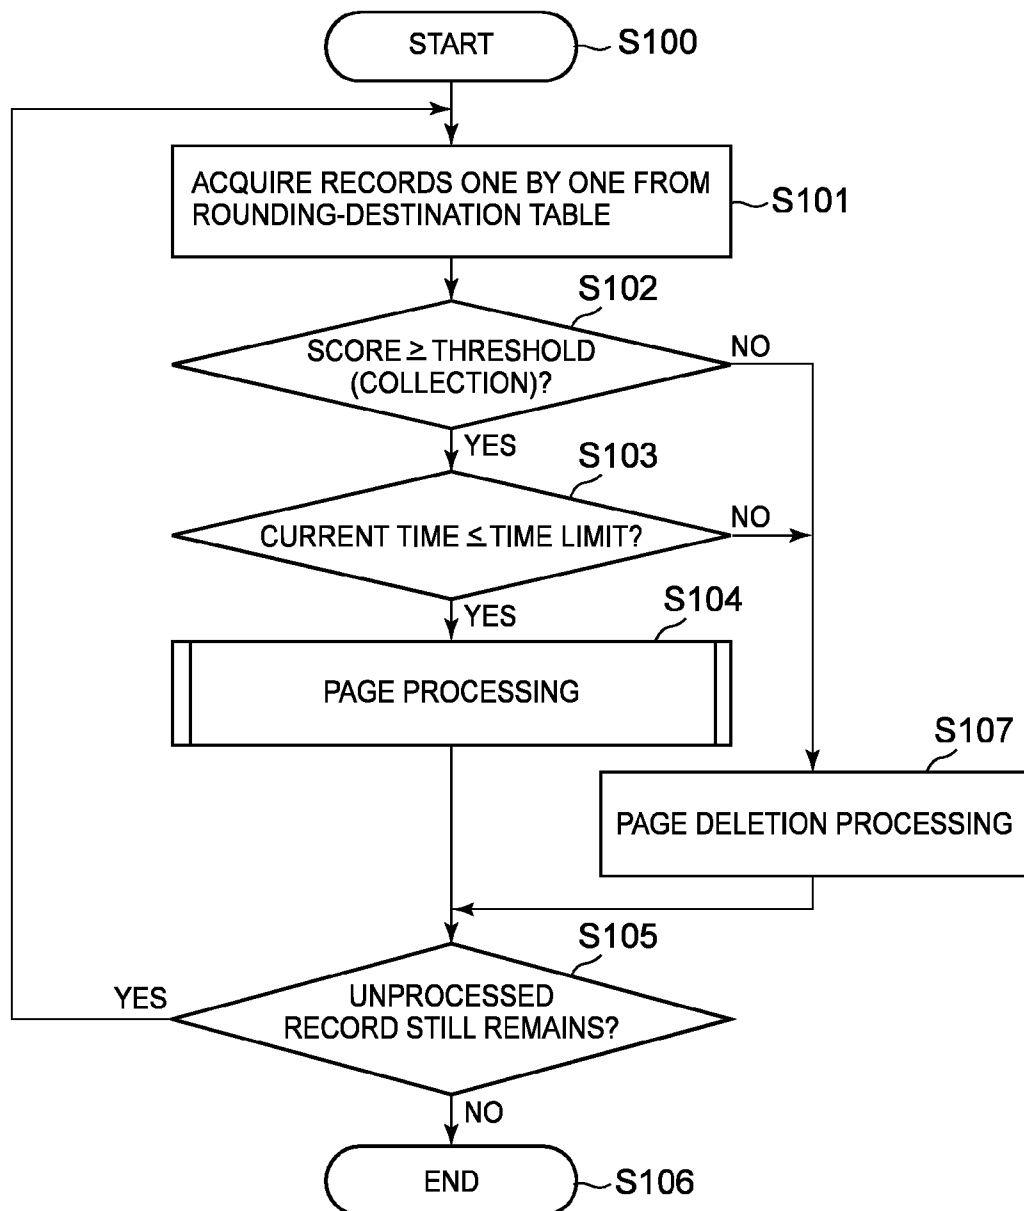 START
S100
ACQUIRE RECORDS ONE BY ONE FROM
ROUNDING-DESTINATION TABLE
S101
S102
SCORE ≥ THRESHOLD
(COLLECTION)?
NO
YES
S103
CURRENT TIME ≤ TIME LIMIT?
NO
YES
S104
PAGE PROCESSING
S107
PAGE DELETION PROCESSING
S105
YES
UNPROCESSED
RECORD STILL REMAINS?
NO
END
S106